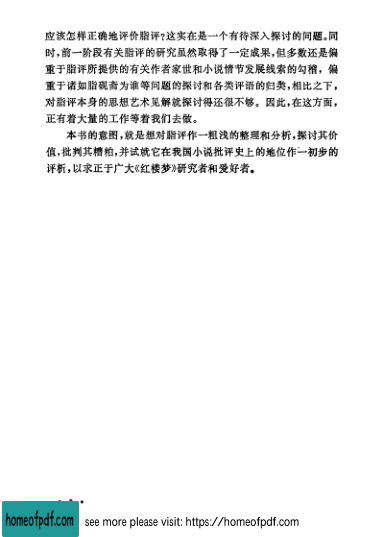 应该怎样正确地评价脂评?这实在是一个有待深入探讨的问题。同
时,前一阶段有关脂评的研究虽然取得了一定成果,但多数还是偏
重于脂评所提供的有关作者家世和小说情节发展线索的勾稽,偏
重于诸如脂砚斋为谁等问题的探讨和各类评语的归类,相比之下,
对脂评本身的思想艺术见解就探讨得还很不够。因此,在这方面,
正有着大量的工作等着我们去做。
本书的意图,就是想对脂评作一粗浅的整理和分析,探讨其价
值,批判其糟粕,并试就它在我国小说批评史上的地位作一初步的
评析,以求正于广大《红楼梦》研究者和爱好者。
homeofpdf.com
see more please visit: https://homeofpdf.com